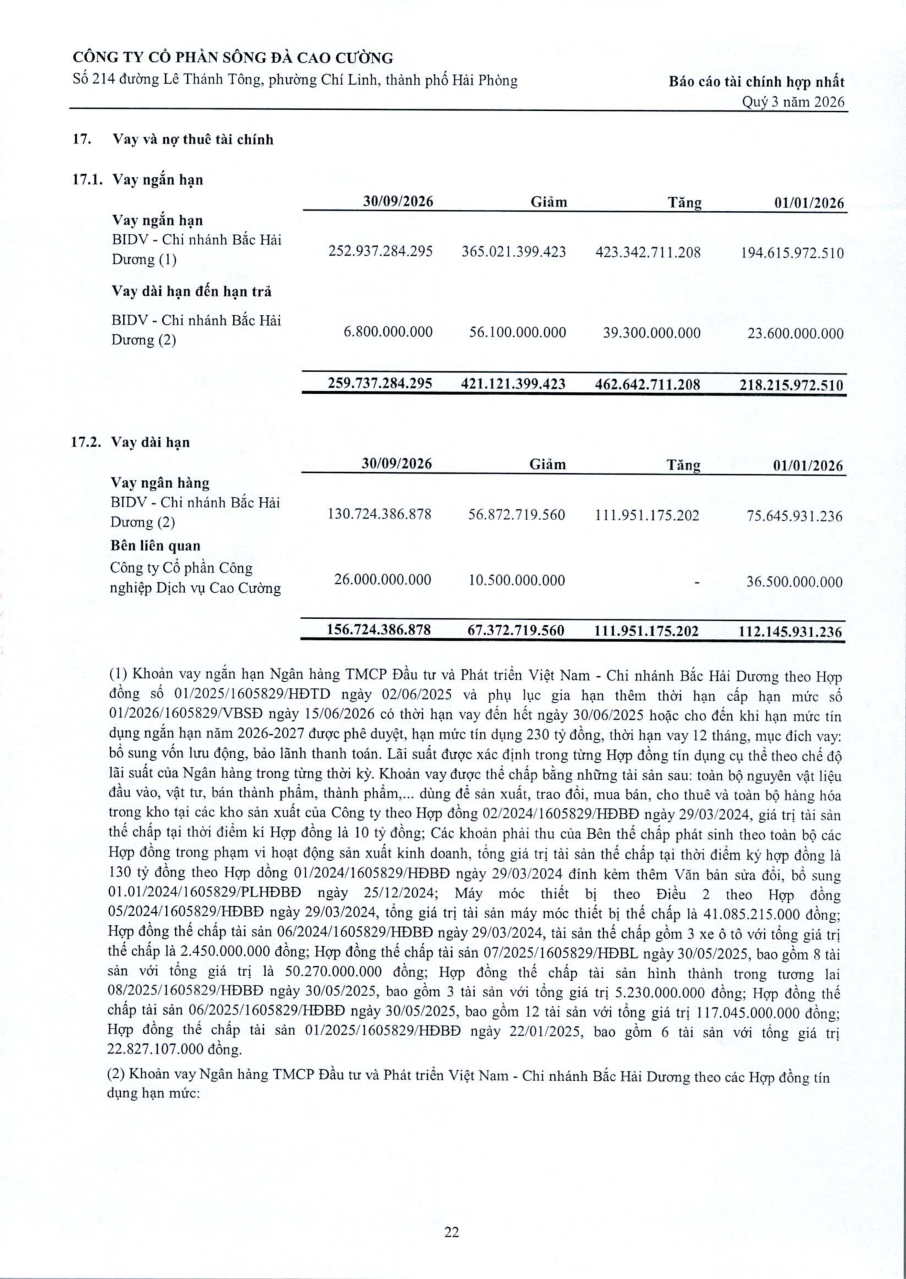 CÔNG TY CỔ PHẦN SÔNG ĐÀ CAO CƯỜNG
Số 214 đường Lê Thánh Tông, phường Chí Linh, thành phố Hải Phòng
Báo cáo tài chính hợp nhất
Quý 3 năm 2026
17. Vay và nợ thuê tài chính
17.1. Vay ngắn hạn
30/09/2026 Giảm Tăng 01/01/2026
Vay ngắn hạn
BIDV - Chi nhánh Bắc Hải
Dương (1)
252.937.284.295 365.021.399.423 423.342.711.208 194.615.972.510
Vay dài hạn đến hạn trả
BIDV - Chi nhánh Bắc Hải
Dương (2)
6.800.000.000 56.100.000.000 39.300.000.000 23.600.000.000
259.737.284.295 421.121.399.423 462.642.711.208 218.215.972.510
17.2. Vay dài hạn
30/09/2026 Giảm Tăng 01/01/2026
Vay ngân hàng
BIDV - Chi nhánh Bắc Hải
Dương (2)
130.724.386.878 56.872.719.560 111.951.175.202 75.645.931.236
Bên liên quan
Công ty Cổ phần Công
nghiệp Dịch vụ Cao Cường
26.000.000.000 10.500.000.000 - 36.500.000.000
156.724.386.878 67.372.719.560 111.951.175.202 112.145.931.236
(1) Khoản vay ngắn hạn Ngân hàng TMCP Đầu tư và Phát triển Việt Nam - Chi nhánh Bắc Hải Dương theo Hợp
đồng số 01/2025/1605829/HĐTD ngày 02/06/2025 và phụ lục gia hạn thêm thời hạn cấp hạn mức số
01/2026/1605829/VBSĐ ngày 15/06/2026 có thời hạn vay đến hết ngày 30/06/2025 hoặc cho đến khi hạn mức tín
dụng ngắn hạn năm 2026-2027 được phê duyệt, hạn mức tín dụng 230 tỷ đồng, thời hạn vay 12 tháng, mục đích vay:
bổ sung vốn lưu động, bảo lãnh thanh toán. Lãi suất được xác định trong từng Hợp đồng tín dụng cụ thể theo chế độ
lãi suất của Ngân hàng trong từng thời kỳ. Khoản vay được thế chấp bằng những tài sản sau: toàn bộ nguyên vật liệu
đầu vào, vật tư, bán thành phẩm, thành phẩm,... dùng để sản xuất, trao đổi, mua bán, cho thuê và toàn bộ hàng hóa
trong kho tại các kho sản xuất của Công ty theo Hợp đồng 02/2024/1605829/HĐBĐ ngày 29/03/2024, giá trị tài sản
thế chấp tại thời điểm kí Hợp đồng là 10 tỷ đồng; Các khoản phải thu của Bên thế chấp phát sinh theo toàn bộ các
Hợp đồng trong phạm vi hoạt động sản xuất kinh doanh, tổng giá trị tài sản thế chấp tại thời điểm ký hợp đồng là
130 tỷ đồng theo Hợp dồng 01/2024/1605829/HĐBĐ ngày 29/03/2024 đính kèm thêm Văn bản sửa đổi, bổ sung
01.01/2024/1605829/PLHĐBĐ ngày 25/12/2024; Máy móc thiết bị theo Điều 2 theo Hợp đồng
05/2024/1605829/HĐBĐ ngày 29/03/2024, tổng giá trị tài sản máy móc thiết bị thế chấp là 41.085.215.000 đồng;
Hợp đồng thế chấp tài sản 06/2024/1605829/HĐBĐ ngày 29/03/2024, tài sản thế chấp gồm 3 xe ô tô với tổng giá trị
thế chấp là 2.450.000.000 đồng; Hợp đồng thế chấp tài sản 07/2025/1605829/HĐBL ngày 30/05/2025, bao gồm 8 tài
sản với tổng giá trị là 50.270.000.000 đồng; Hợp đồng thế chấp tài sản hình thành trong tương lai
08/2025/1605829/HĐBĐ ngày 30/05/2025, bao gồm 3 tài sản với tổng giá trị 5.230.000.000 đồng; Hợp đồng thế
chấp tài sản 06/2025/1605829/HĐBĐ ngày 30/05/2025, bao gồm 12 tài sản với tổng giá trị 117.045.000.000 đồng;
Hợp đồng thế chấp tài sản 01/2025/1605829/HĐBĐ ngày 22/01/2025, bao gồm 6 tài sản với tổng giá trị
22.827.107.000 đồng.
(2) Khoản vay Ngân hàng TMCP Đầu tư và Phát triển Việt Nam - Chi nhánh Bắc Hải Dương theo các Hợp đồng tín
dụng hạn mức:
22